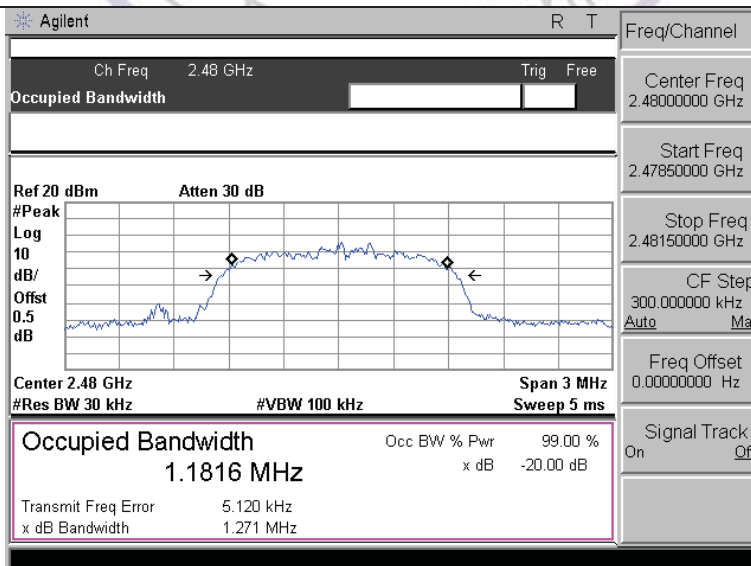 Agilent R T
Ch Freq 2.48 GHz Trig Free
Occupied Bandwidth
Ref 20 dBm Atten 30 dB
#Peak
Log
10
dB/
Offst
0.5
dB
Center 2.48 GHz Span 3 MHz
#Res BW 30 kHz #VBW 100 kHz Sweep 5 ms
Occupied Bandwidth Occ BW % Pwr 99.00 %
1.1816 MHz x dB -20.00 dB
Transmit Freq Error 5.120 kHz
x dB Bandwidth 1.271 MHz
Freq/Channel
Center Freq
2.48000000 GHz
Start Freq
2.47850000 GHz
Stop Freq
2.48150000 GHz
CF Step
300.000000 kHz
Auto Ma
Freq Offset
0.00000000 Hz
Signal Track
On Of